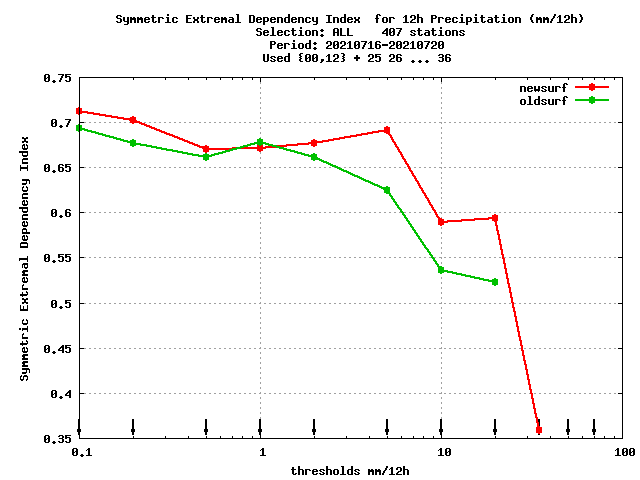 Symmetric Extremal Dependency Index  for 12h Precipitation (mm/12h)
Selection: ALL    407 stations
Period: 20210716-20210720
Used {00,12} + 25 26 ... 36
newsurf
oldsurf
Symmetric Extremal Dependency Index
0.75
0.7
0.65
0.6
0.55
0.5
0.45
0.4
0.35
0.1
1
10
100
thresholds mm/12h